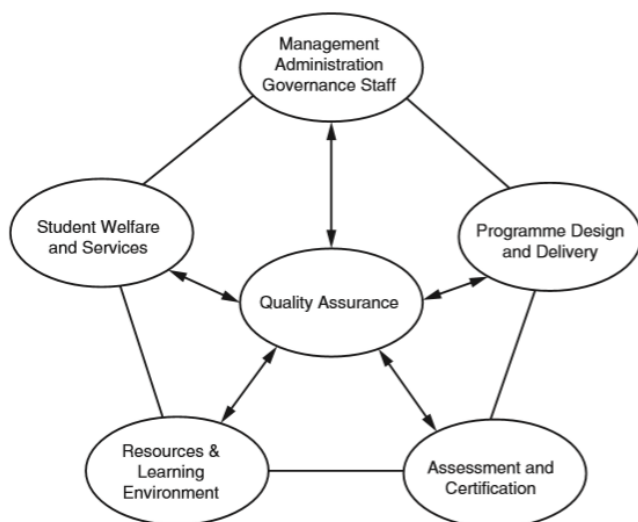 Management
Administration
Governance Staff
Student Welfare
and Services
Programme Design
and Delivery
Quality Assurance
Resources &
Learning
Environment
Assessment and
Certification